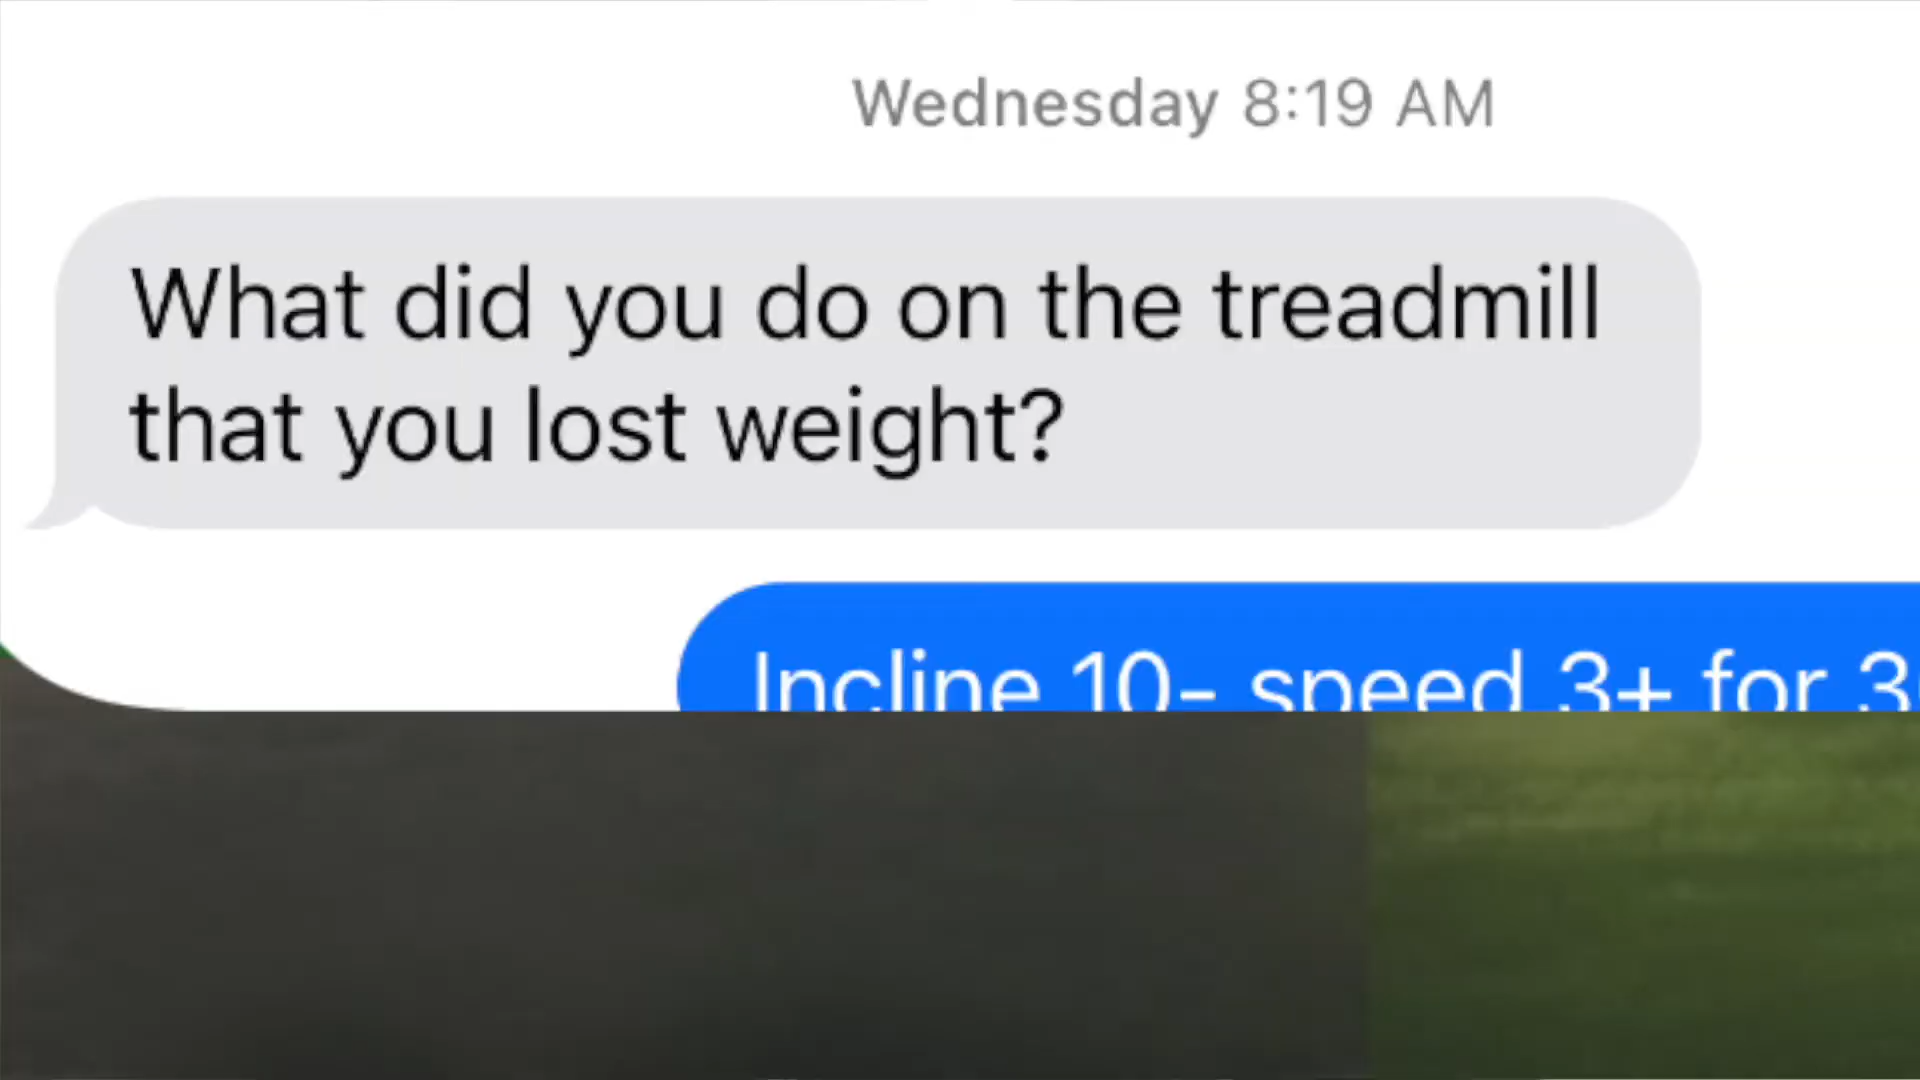 Wednesday 8:19 AM
What did you do on the treadmill
that you lost weight?
Incline 10- speed 3+ for